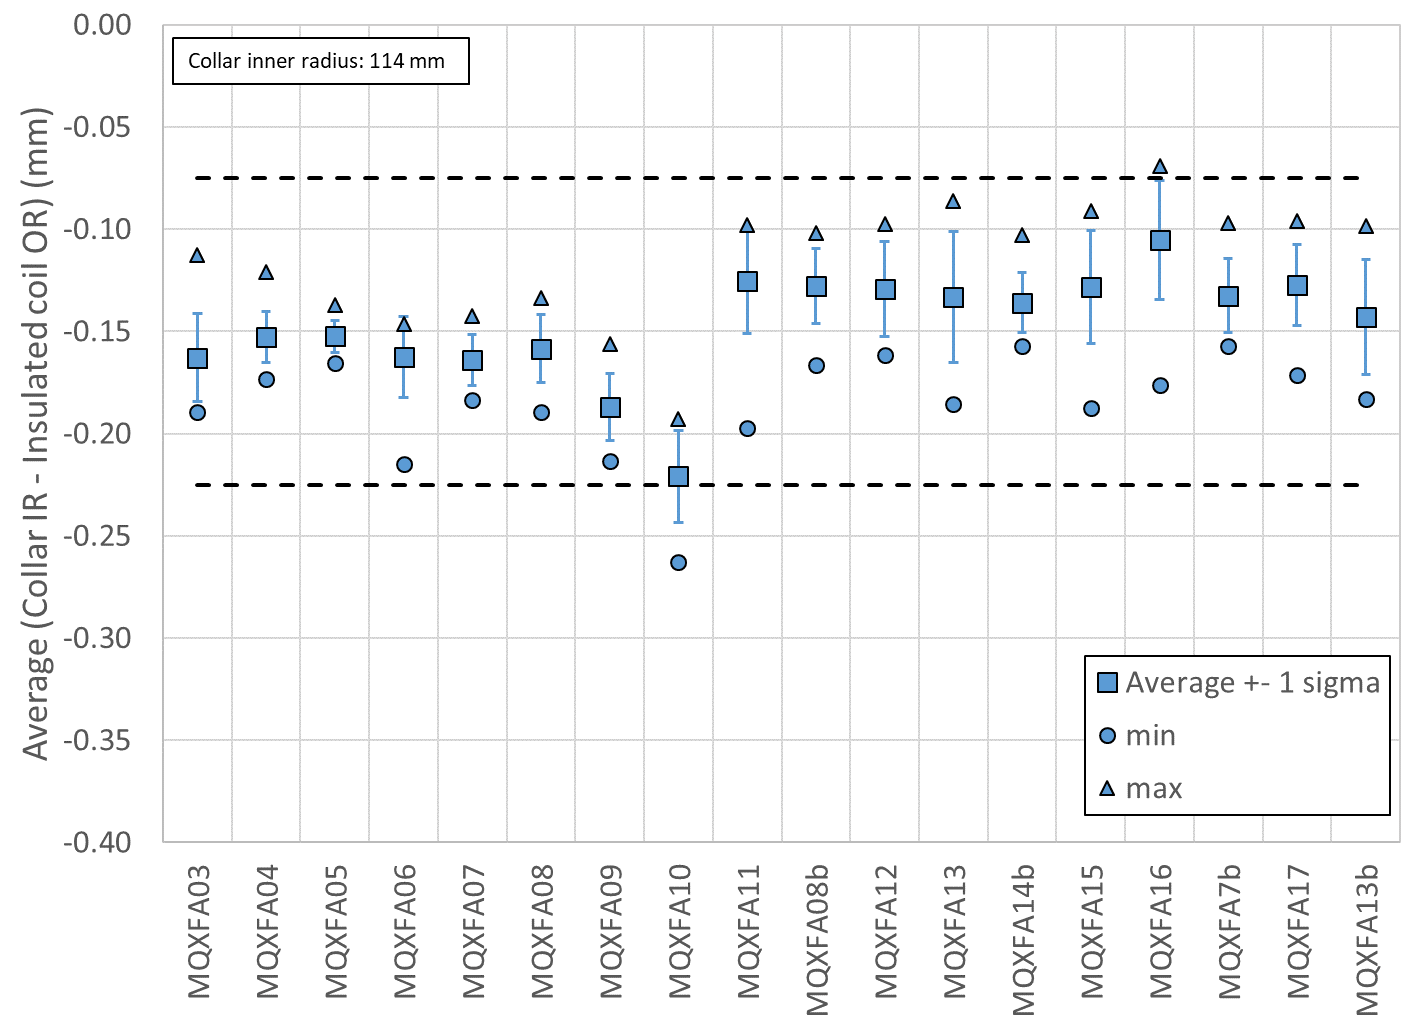 Average (Collar IR - Insulated coil OR) (mm)
0.00
-0.05
-0.10
-0.15
-0.20
-0.25
-0.30
-0.35
-0.40
Collar inner radius: 114 mm
Average +- 1 sigma
min
max
MQXFA03
MQXFA04
MQXFA05
MQXFA06
MQXFA07
MQXFA08
MQXFA09
MQXFA10
MQXFA11
MQXFA08b
MQXFA12
MQXFA13
MQXFA14b
MQXFA15
MQXFA16
MQXFA7b
MQXFA17
MQXFA13b